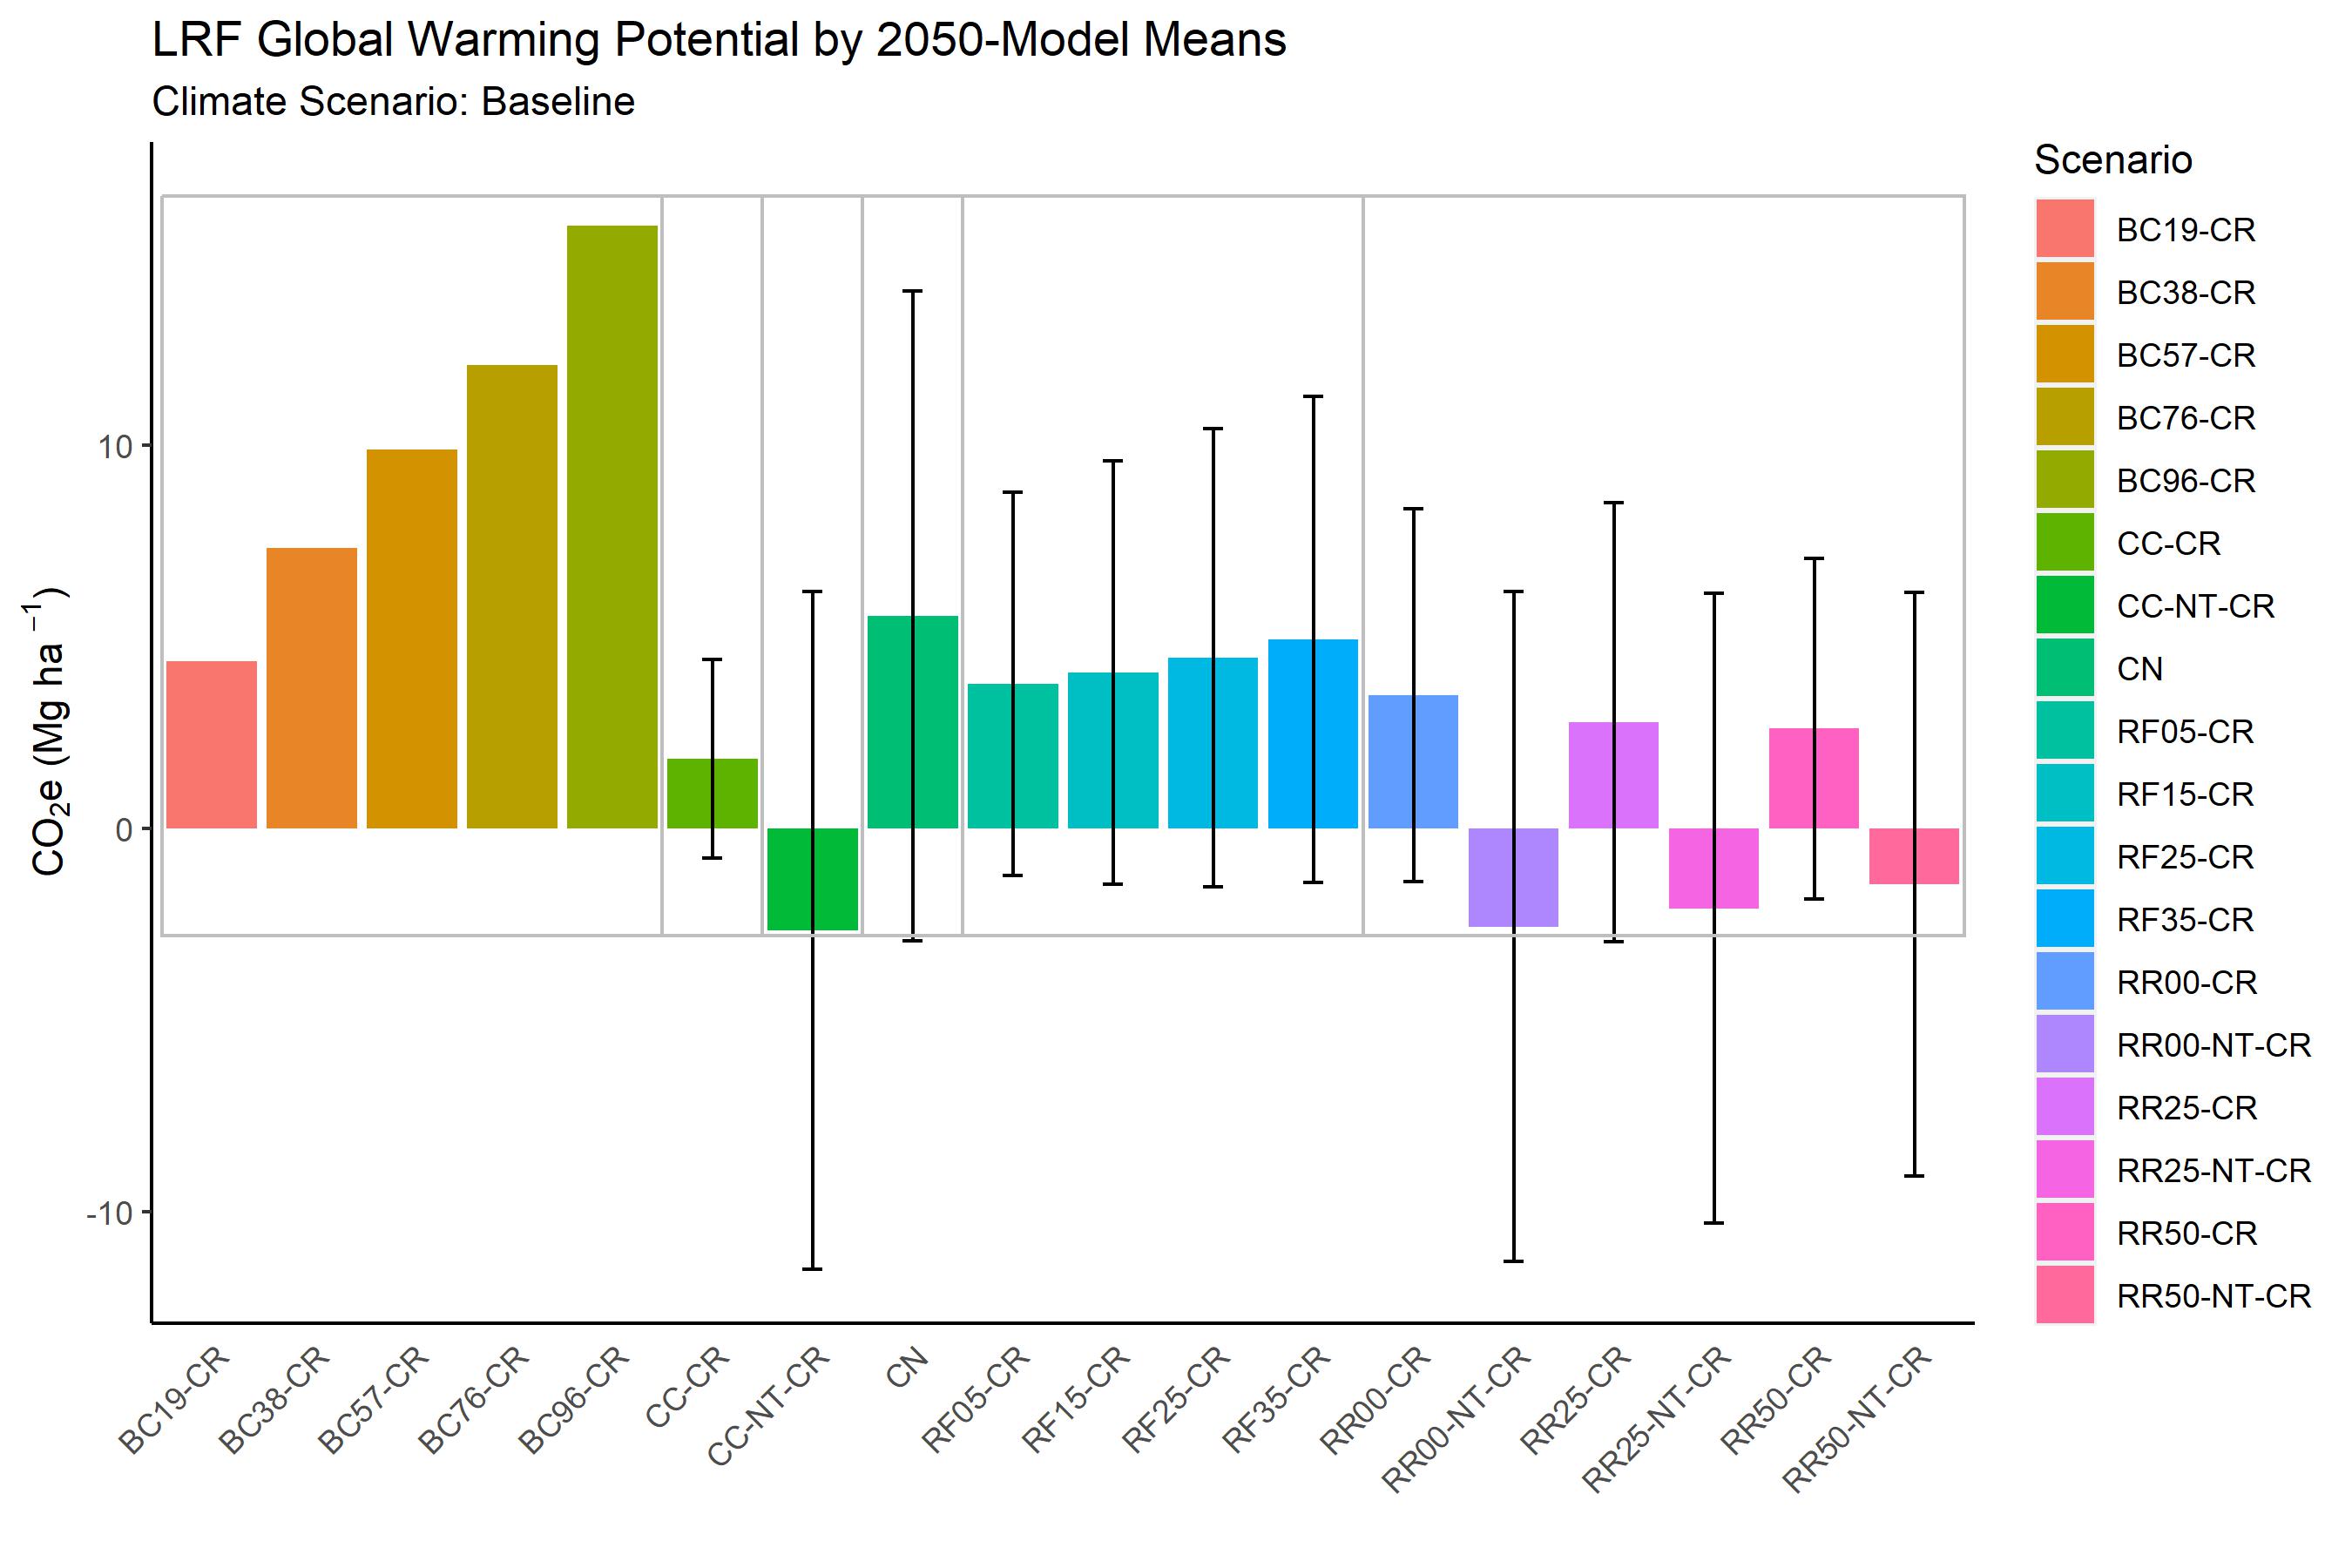 LRF Global Warming Potential by 2050-Model Means
Climate Scenario: Baseline
CO₂e (Mg ha ⁻¹)
10
0
-10
BC19-CR
BC38-CR
BC57-CR
BC76-CR
BC96-CR
CC-CR
CC-NT-CR
CN
RF05-CR
RF15-CR
RF25-CR
RF35-CR
RR00-CR
RR00-NT-CR
RR25-CR
RR25-NT-CR
RR50-CR
RR50-NT-CR
Scenario
BC19-CR
BC38-CR
BC57-CR
BC76-CR
BC96-CR
CC-CR
CC-NT-CR
CN
RF05-CR
RF15-CR
RF25-CR
RF35-CR
RR00-CR
RR00-NT-CR
RR25-CR
RR25-NT-CR
RR50-CR
RR50-NT-CR